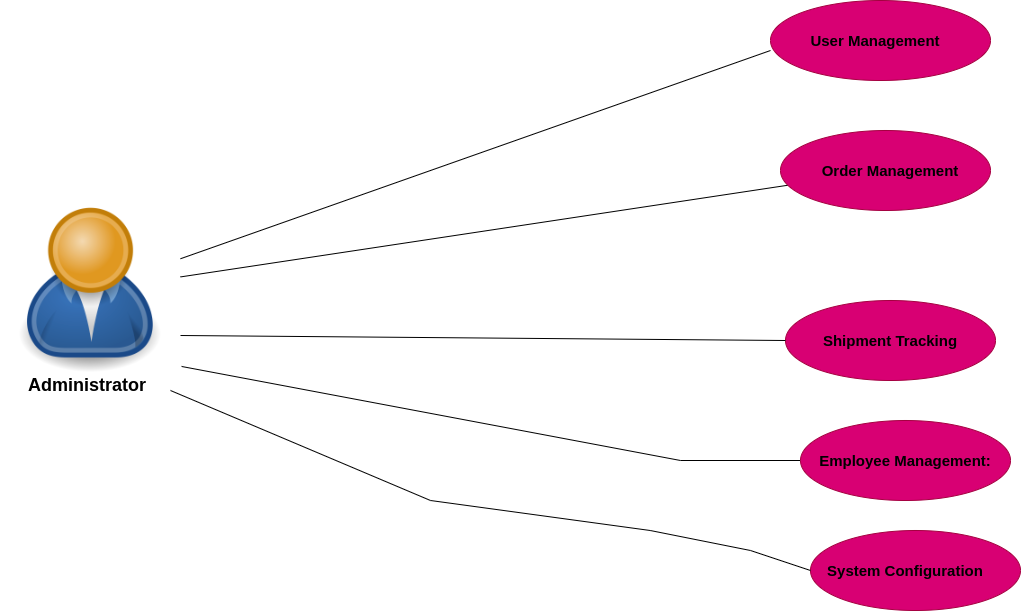 User Management
Order Management
Administrator
Shipment Tracking
Employee Management:
System Configuration